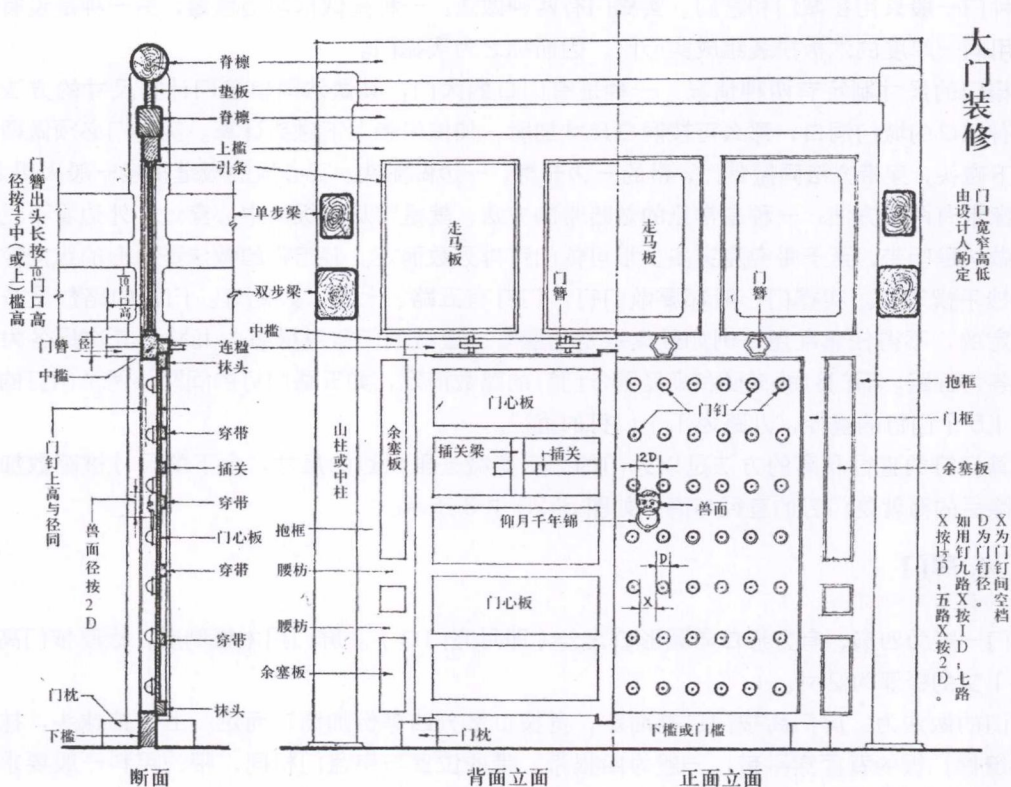 大门装修
门宽窄高低
由设计人酌定
脊檩
垫板
脊檩
上槛
引条
单步梁
双步梁
中槛
连楹
抹头
穿带
插关
穿带
门心板
穿带
穿带
抹头
门簪出头长按1/10门口高
径按4/5中(或上)槛高
1/10门口高
径
门簪
中槛
门钉上高与径同
兽面径按2D
门枕
下槛
断面
走马板
走马板
门簪
门簪
山柱或中柱
余塞板
门心板
插关梁
插关
门钉
2D
兽面
仰月千年锦
D
X
抱框
腰枋
腰枋
余塞板
门心板
门枕
下槛或门槛
抱框
门框
余塞板
X为门钉间空档
D为门钉径。
如用钉九路X按1D;七路
X按1½D;五路X按2D
背面立面
正面立面